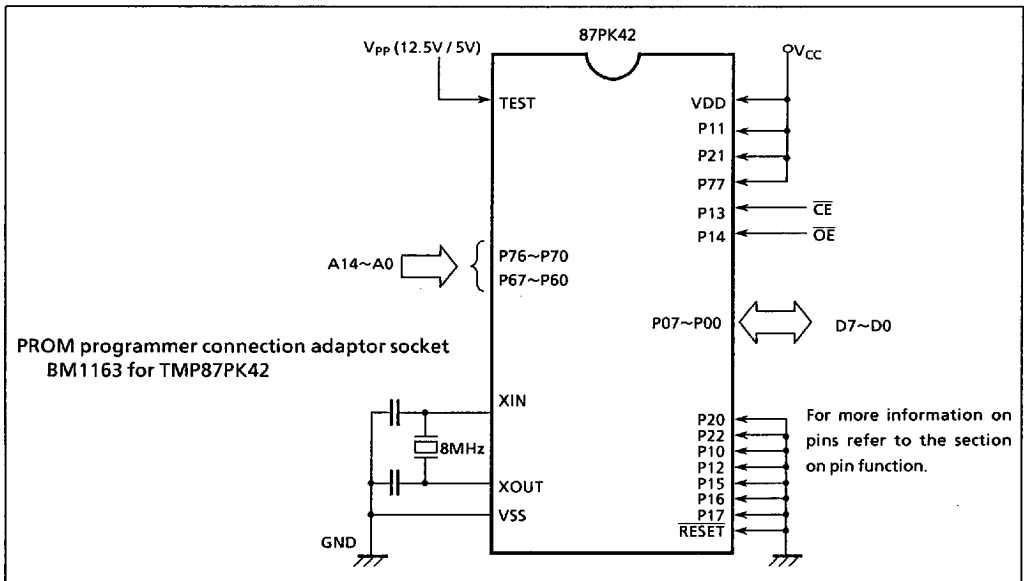 87PK42
VPP (12.5V / 5V)
VCC
TEST
VDD
P11
P21
P77
P13
CE
P14
OE
A14~A0
P76~P70
P67~P60
P07~P00
D7~D0
PROM programmer connection adaptor socket
BM1163 for TMP87PK42
XIN
8MHz
XOUT
VSS
GND
P20
P22
P10
P12
P15
P16
P17
RESET
For more information on
pins refer to the section
on pin function.